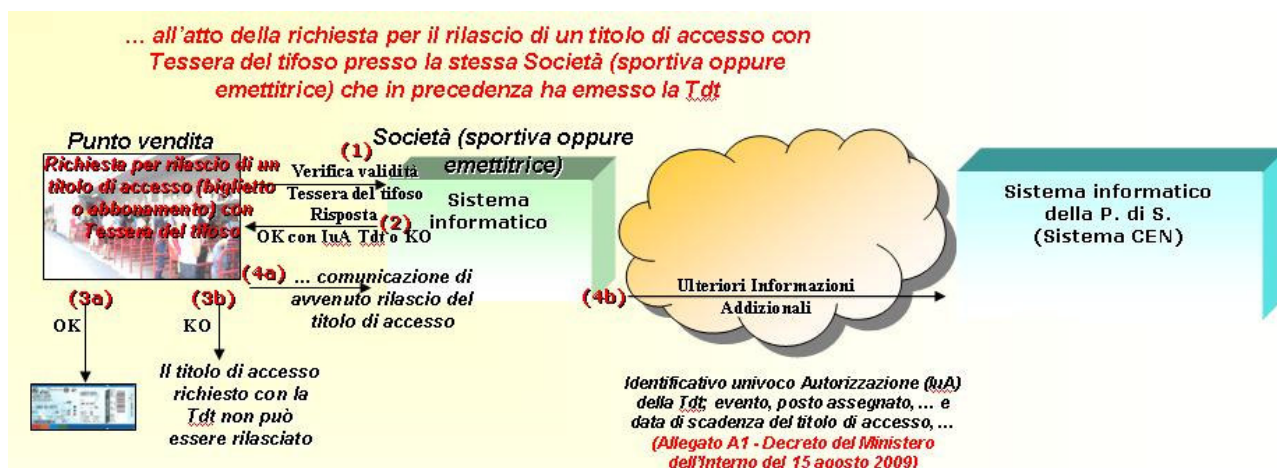 ... all'atto della richiesta per il rilascio di un titolo di accesso con
Tessera del tifoso presso la stessa Società (sportiva oppure
emettitrice) che in precedenza ha emesso la Tdt
Punto vendita
Richiesta per rilascio di un
titolo di accesso (biglietto
o abbonamento) con
Tessera del tifoso
(1)
Verifica validità
Tessera del tifoso
Risposta
(2)
OK con IuA Tdt o KO
Società (sportiva oppure
emettitrice)
Sistema
informatico
(4a)
... comunicazione di
avvenuto rilascio del
titolo di accesso
(3a)
OK
(3b)
KO
Il titolo di accesso
richiesto con la
Tdt non può
essere rilasciato
(4b)
Ulteriori Informazioni
Addizionali
Sistema informatico
della P. di S.
(Sistema CEN)
Identificativo univoco Autorizzazione (IuA)
della Tdt; evento, posto assegnato, ... e
data di scadenza del titolo di accesso, ...
(Allegato A1 - Decreto del Ministero
dell'Interno del 15 agosto 2009)